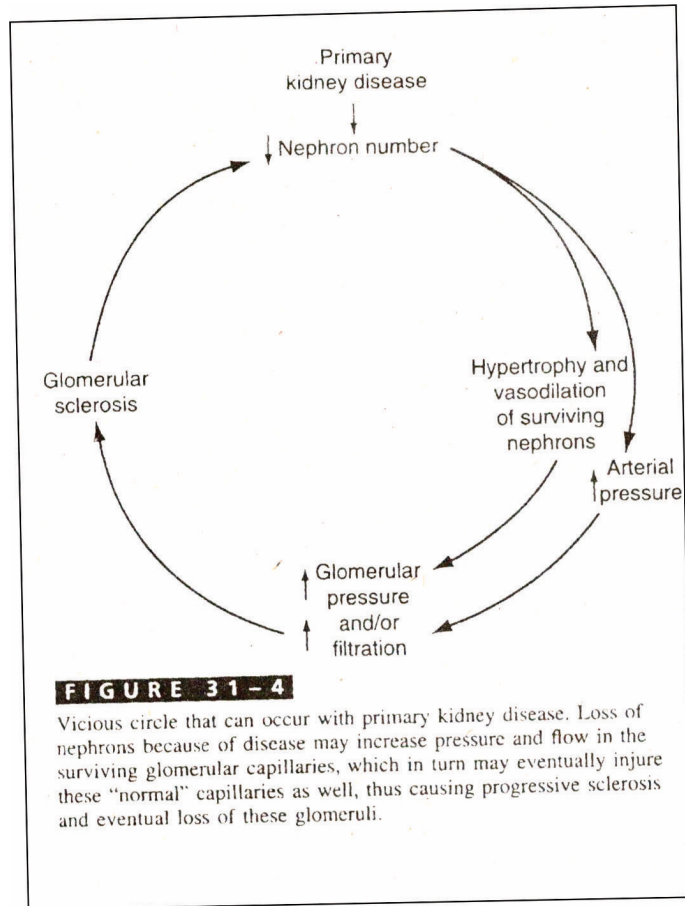 Primary
kidney disease
↓
↓ Nephron number
Hypertrophy and
vasodilation
of surviving
nephrons
↑ Arterial
pressure
Glomerular
sclerosis
↑ Glomerular
pressure
and/or
↑ filtration
FIGURE 31-4
Vicious circle that can occur with primary kidney disease. Loss of
nephrons because of disease may increase pressure and flow in the
surviving glomerular capillaries, which in turn may eventually injure
these “normal” capillaries as well, thus causing progressive sclerosis
and eventual loss of these glomeruli.